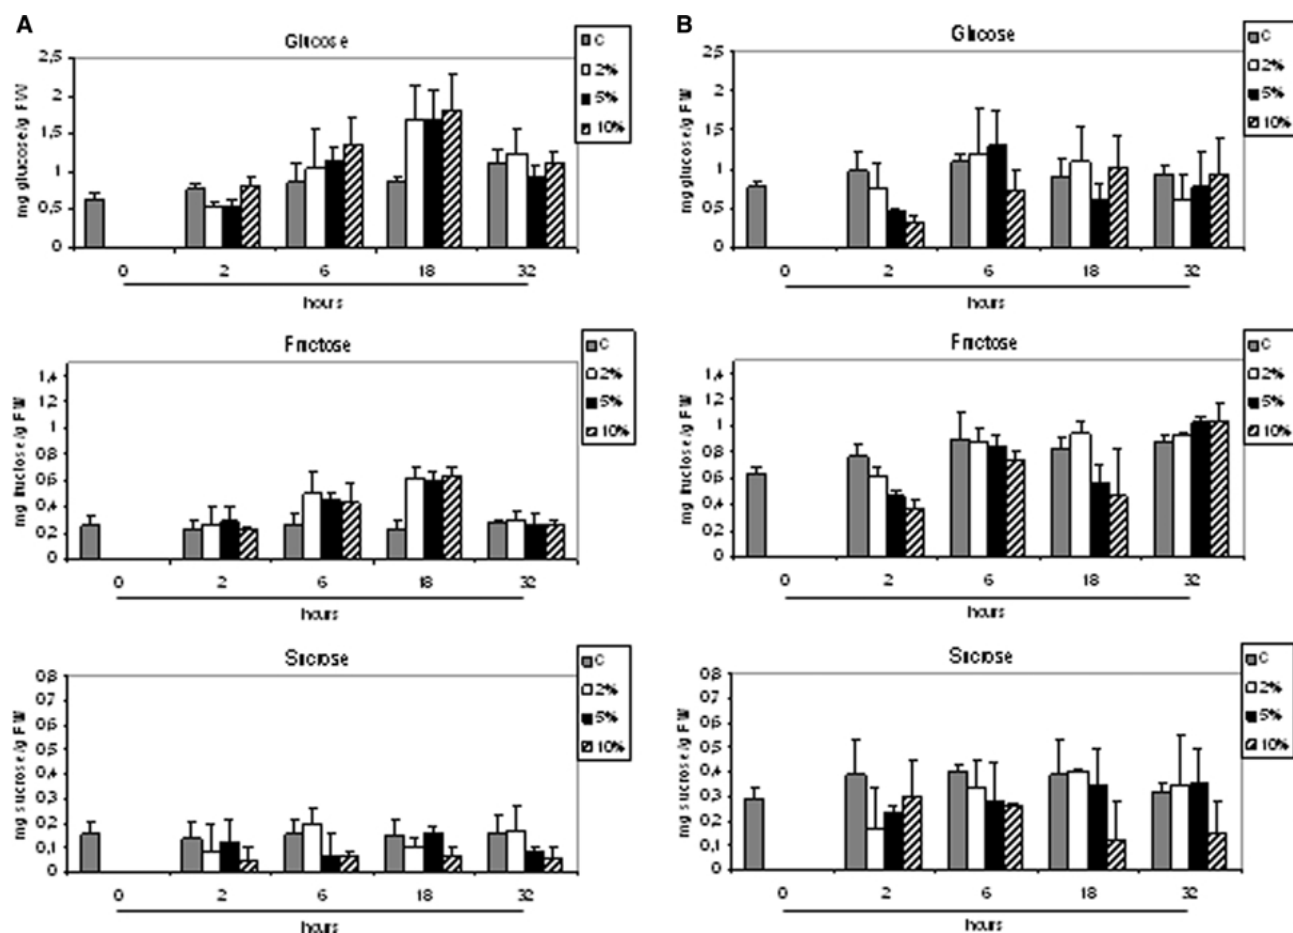 A
Glucose
C
2%
5%
10%
mg glucose/g FW
2,5
2
1,5
1
0,5
0
0 2 6 18 32
hours
Fructose
C
2%
5%
10%
mg fructose/g FW
1,4
1,2
1
0,8
0,6
0,4
0,2
0
0 2 6 18 32
hours
Sucrose
C
2%
5%
10%
mg sucrose/g FW
0,8
0,7
0,6
0,5
0,4
0,3
0,2
0,1
0
0 2 6 18 32
hours
B
Glucose
C
2%
5%
10%
mg glucose/g FW
2,5
2
1,5
1
0,5
0
0 2 6 18 32
hours
Fructose
C
2%
5%
10%
mg fructose/g FW
1,4
1,2
1
0,8
0,6
0,4
0,2
0
0 2 6 18 32
hours
Sucrose
C
2%
5%
10%
mg sucrose/g FW
0,8
0,7
0,6
0,5
0,4
0,3
0,2
0,1
0
0 2 6 18 32
hours